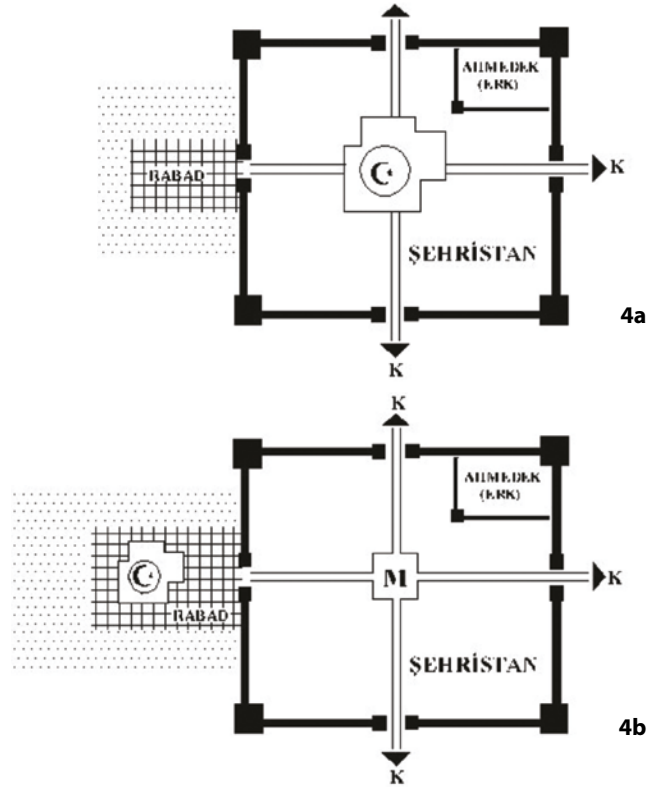 AHMEDEK
(ERK)
RABAD
K
ŞEHRİSTAN
4a
K
K
AHMEDEK
(ERK)
M
K
RABAD
ŞEHRİSTAN
4b
K